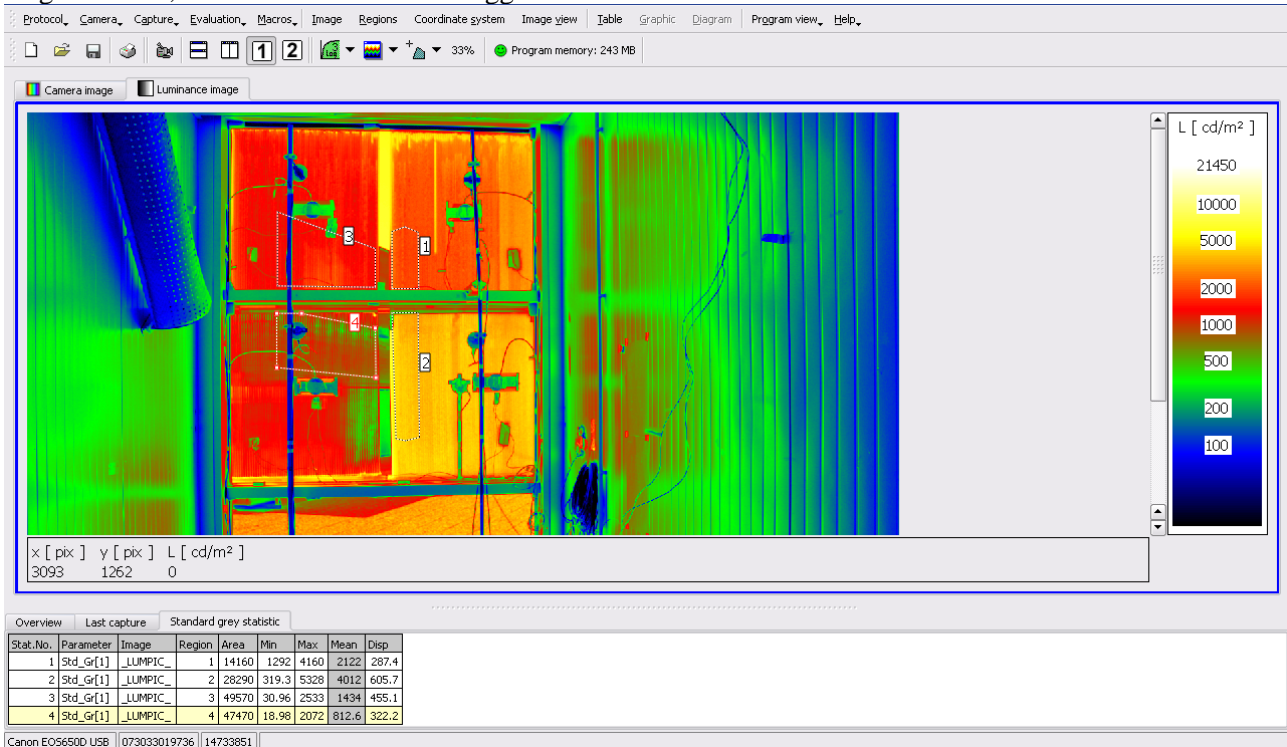 Protocol Camera Capture Evaluation Macros Image Regions Coordinate system Image view Table Graphic Diagram Program view Help
1 2 Log 33% Program memory: 243 MB
Camera image Luminance image
L [ cd/m² ]
21450
10000
5000
2000
1000
500
200
100
3
1
4
2
x [ pix ] y [ pix ] L [ cd/m² ]
3093 1262 0
Overview Last capture Standard grey statistic
Stat.No. Parameter Image Region Area Min Max Mean Disp
1 Std_Gr[1] _LUMPIC_ 1 14160 1292 4160 2122 287.4
2 Std_Gr[1] _LUMPIC_ 2 28290 319.3 5328 4012 605.7
3 Std_Gr[1] _LUMPIC_ 3 49570 30.96 2533 1434 455.1
4 Std_Gr[1] _LUMPIC_ 4 47470 18.98 2072 812.6 322.2
Canon EOS650D USB 073033019736 14733851